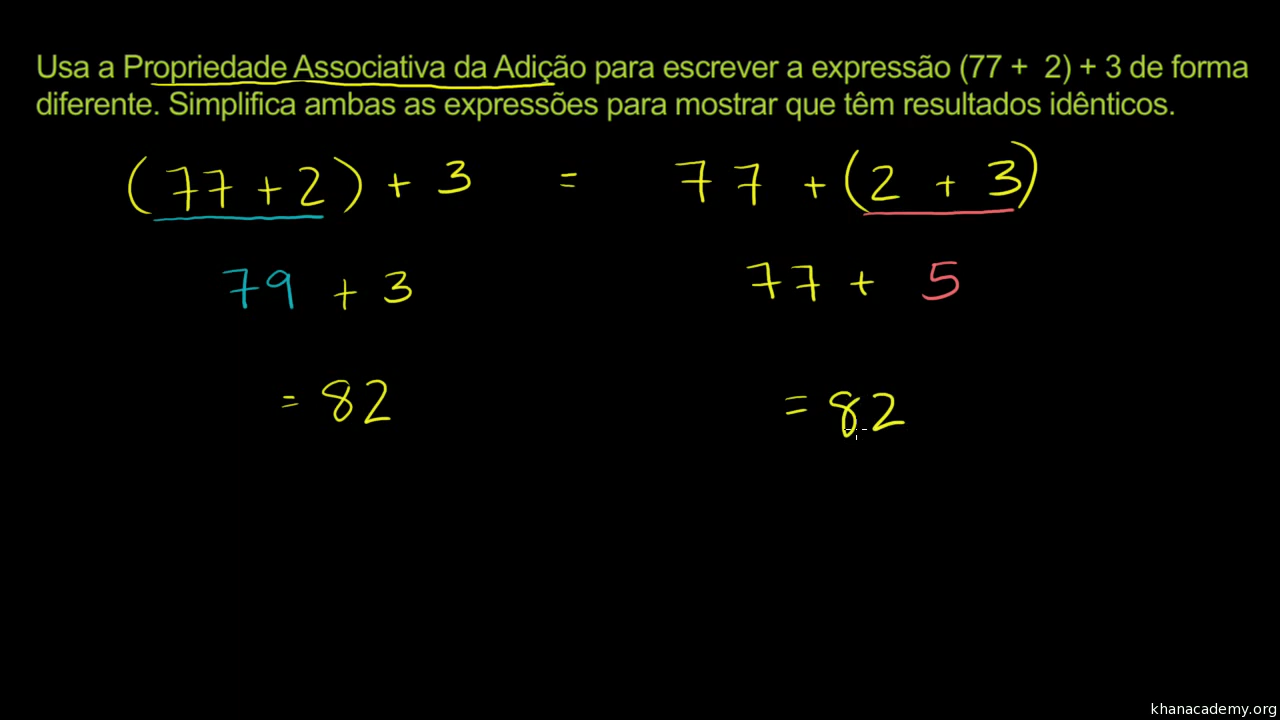 Usa a Propriedade Associativa da Adição para escrever a expressão (77 + 2) + 3 de forma
diferente. Simplifica ambas as expressões para mostrar que têm resultados idênticos.
(77+2) + 3 = 77 + (2 + 3)
79 + 3 77 + 5
= 82 = 82
khanacademy.org